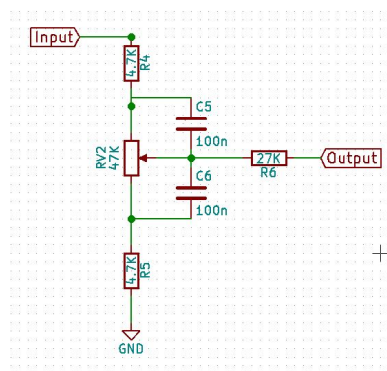 Input
4.7K
R4
C5
100n
RV2
47K
27K
R6
Output
C6
100n
4.7K
R5
GND